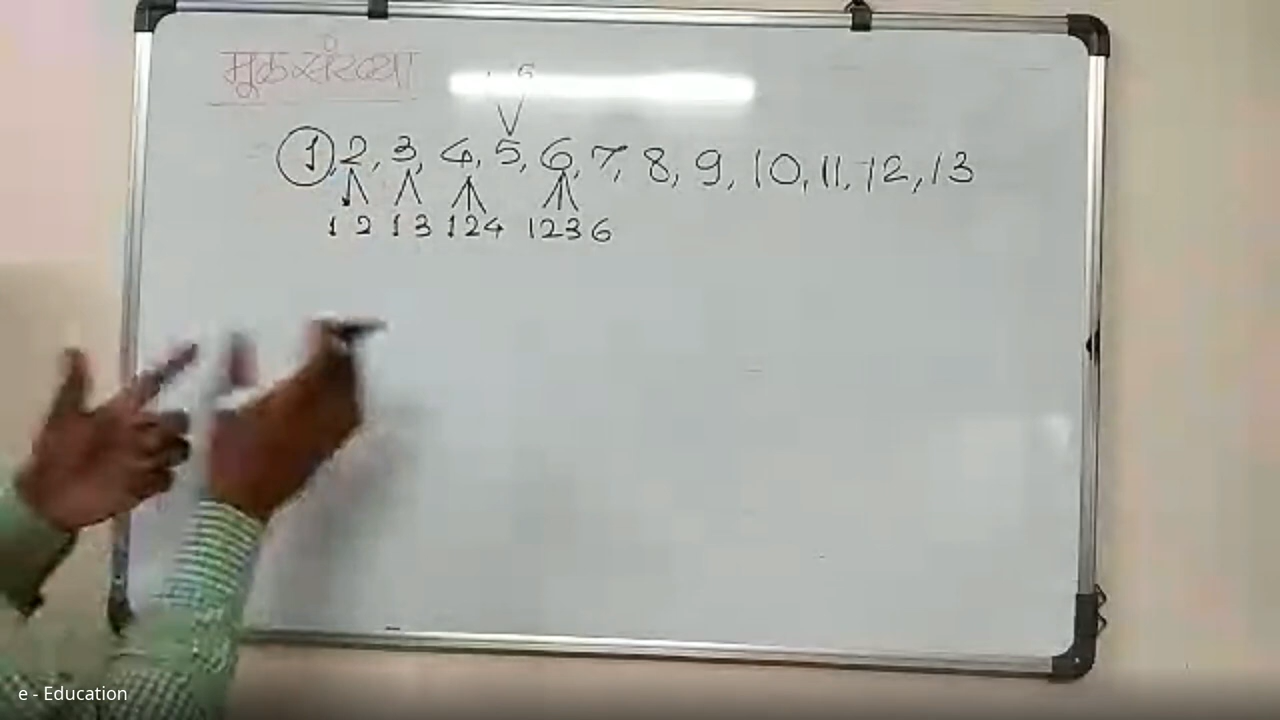 मुळ संख्या
5
1, 2, 3, 4, 5, 6, 7, 8, 9, 10, 11, 12, 13
1 2 1 3 1 2 4 1 2 3 6
e - Education